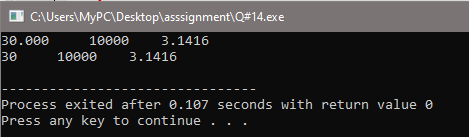 C:\Users\MyPC\Desktop\asssignment\Q#14.exe
30.000     10000     3.1416
30     10000     3.1416
--------------------------------
Process exited after 0.107 seconds with return value 0
Press any key to continue . . .